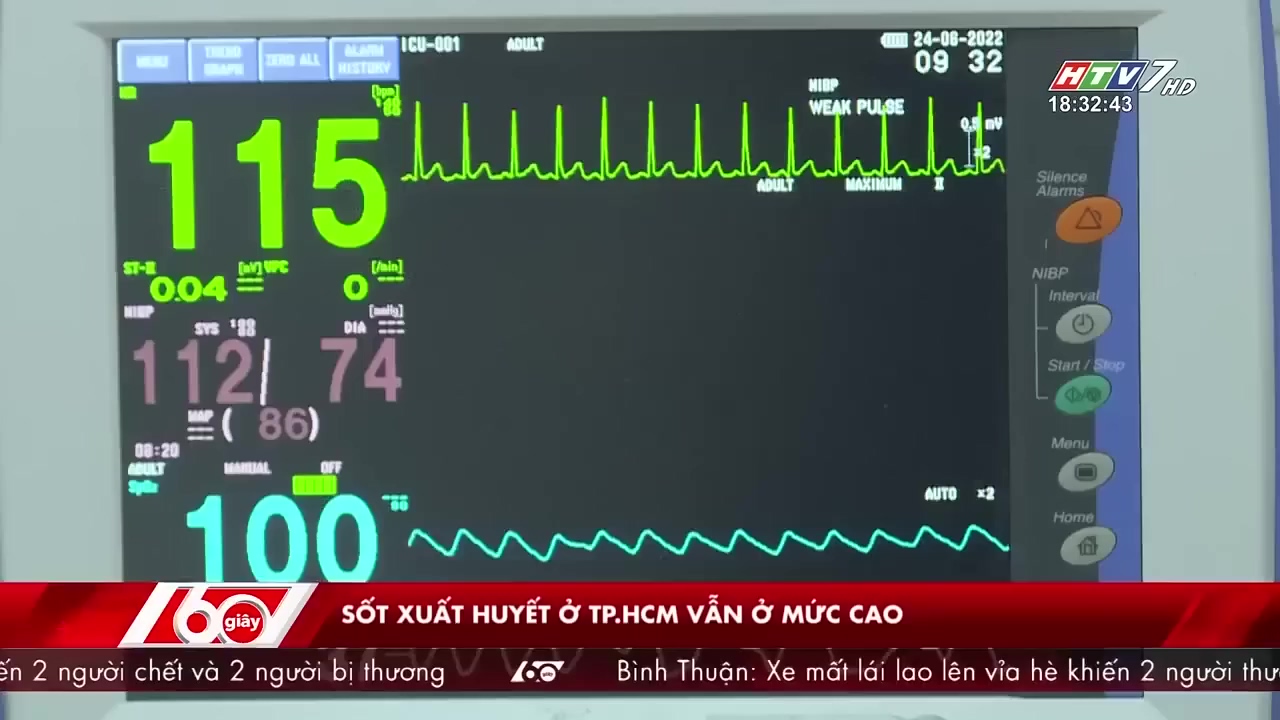 MENU
TREND GRAPH
ZERO ALL
ALARM HISTORY
ICU-001
ADULT
24-06-2022
09 32
HTV7 HD
18:32:43
HR
[bpm]
115
NIBP
WEAK PULSE
0.5 mV
×2
ADULT
MAXIMUM
II
Silence
Alarms
ST-II
0.04
[mV]
VPC
0
[/min]
NIBP
Interval
NIBP
[mmHg]
SYS
DIA
112/ 74
MAP
(86)
Start / Stop
08:20
ADULT
MANUAL
OFF
Menu
SpO2
100
AUTO
×2
Home
60 giây
SỐT XUẤT HUYẾT Ở TP.HCM VẪN Ở MỨC CAO
ến 2 người chết và 2 người bị thương
60 giây
Bình Thuận: Xe mất lái lao lên vỉa hè khiến 2 người thư